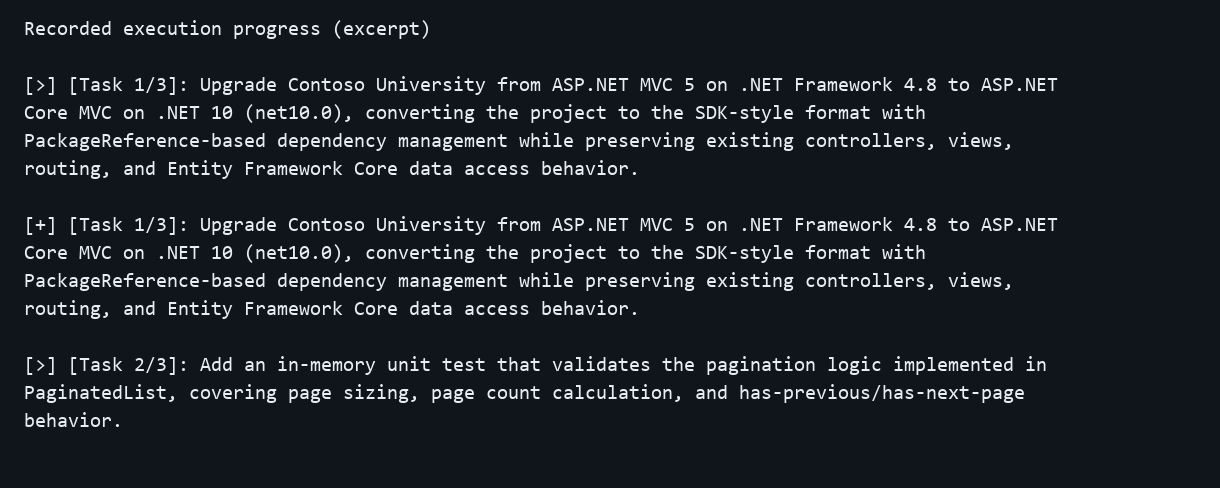 Recorded execution progress (excerpt)
[>] [Task 1/3]: Upgrade Contoso University from ASP.NET MVC 5 on .NET Framework 4.8 to ASP.NET
Core MVC on .NET 10 (net10.0), converting the project to the SDK-style format with
PackageReference-based dependency management while preserving existing controllers, views,
routing, and Entity Framework Core data access behavior.
[+] [Task 1/3]: Upgrade Contoso University from ASP.NET MVC 5 on .NET Framework 4.8 to ASP.NET
Core MVC on .NET 10 (net10.0), converting the project to the SDK-style format with
PackageReference-based dependency management while preserving existing controllers, views,
routing, and Entity Framework Core data access behavior.
[>] [Task 2/3]: Add an in-memory unit test that validates the pagination logic implemented in
PaginatedList, covering page sizing, page count calculation, and has-previous/has-next-page
behavior.